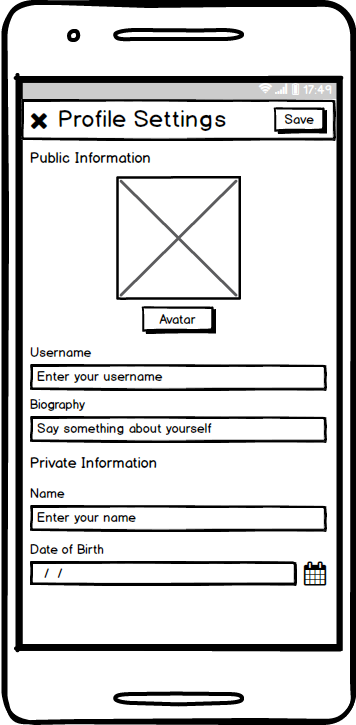 17:49
Profile Settings
Save
Public Information
Avatar
Username
Enter your username
Biography
Say something about yourself
Private Information
Name
Enter your name
Date of Birth
/ /